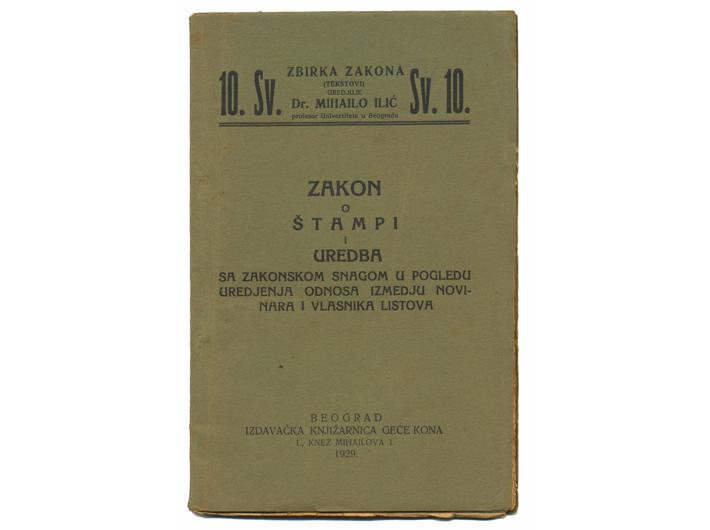 10. Sv.
ZBIRKA ZAKONA
(TEKSTOVI)
UREDJUJE
Dr. MIHAILO ILIĆ
profesor Univerziteta u Beogradu
Sv. 10.
ZAKON
O
ŠTAMPI
I
UREDBA
SA ZAKONSKOM SNAGOM U POGLEDU
UREDJENJA ODNOSA IZMEDJU NOVI-
NARA I VLASNIKA LISTOVA
BEOGRAD
IZDAVAČKA KNJIŽARNICA GECE KONA
1., KNEZ MIHAILOVA 1.
1929.